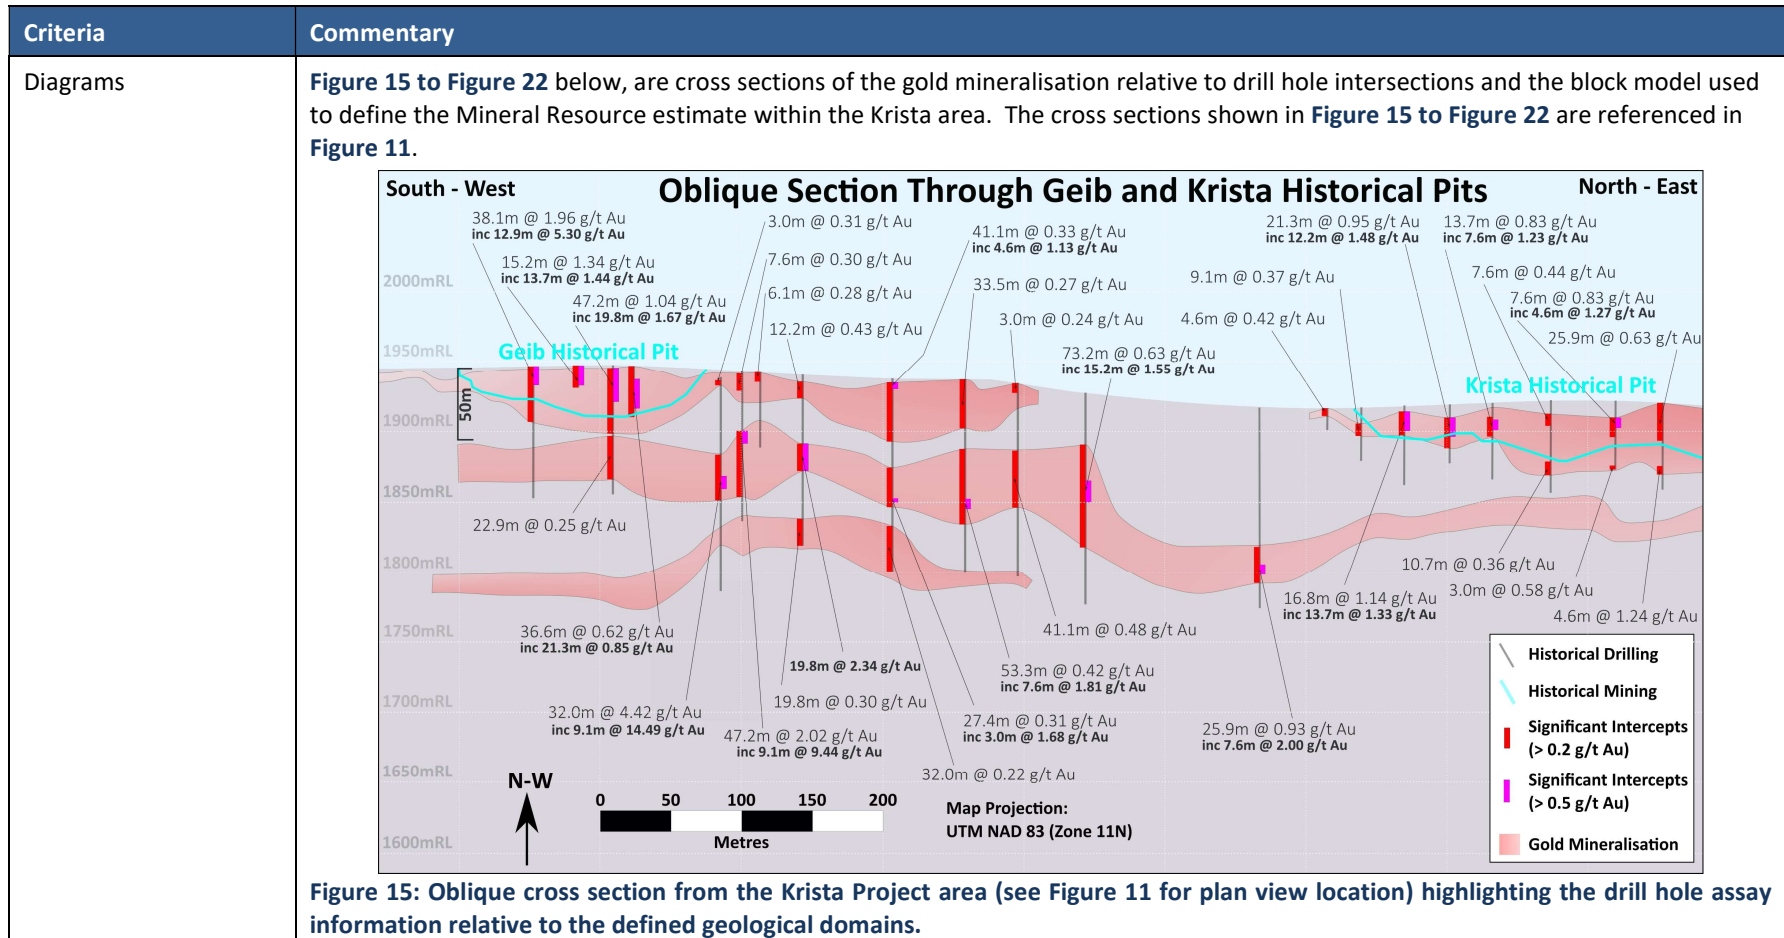 Criteria
Commentary
Diagrams
Figure 15 to Figure 22 below, are cross sections of the gold mineralisation relative to drill hole intersections and the block model used
to define the Mineral Resource estimate within the Krista area. The cross sections shown in Figure 15 to Figure 22 are referenced in
Figure 11.
South - West
Oblique Section Through Geib and Krista Historical Pits
North - East
38.1m @ 1.96 g/t Au
inc 12.9m @ 5.30 g/t Au
15.2m @ 1.34 g/t Au
inc 13.7m @ 1.44 g/t Au
47.2m @ 1.04 g/t Au
inc 19.8m @ 1.67 g/t Au
3.0m @ 0.31 g/t Au
7.6m @ 0.30 g/t Au
6.1m @ 0.28 g/t Au
12.2m @ 0.43 g/t Au
41.1m @ 0.33 g/t Au
inc 4.6m @ 1.13 g/t Au
33.5m @ 0.27 g/t Au
3.0m @ 0.24 g/t Au
73.2m @ 0.63 g/t Au
inc 15.2m @ 1.55 g/t Au
21.3m @ 0.95 g/t Au
inc 12.2m @ 1.48 g/t Au
13.7m @ 0.83 g/t Au
inc 7.6m @ 1.23 g/t Au
9.1m @ 0.37 g/t Au
4.6m @ 0.42 g/t Au
7.6m @ 0.44 g/t Au
7.6m @ 0.83 g/t Au
inc 4.6m @ 1.27 g/t Au
25.9m @ 0.63 g/t Au
2000mRL
1950mRL
1900mRL
1850mRL
1800mRL
1750mRL
1700mRL
1650mRL
1600mRL
Geib Historical Pit
Krista Historical Pit
50m
22.9m @ 0.25 g/t Au
36.6m @ 0.62 g/t Au
inc 21.3m @ 0.85 g/t Au
32.0m @ 4.42 g/t Au
inc 9.1m @ 14.49 g/t Au
47.2m @ 2.02 g/t Au
inc 9.1m @ 9.44 g/t Au
19.8m @ 2.34 g/t Au
19.8m @ 0.30 g/t Au
41.1m @ 0.48 g/t Au
53.3m @ 0.42 g/t Au
inc 7.6m @ 1.81 g/t Au
27.4m @ 0.31 g/t Au
inc 3.0m @ 1.68 g/t Au
32.0m @ 0.22 g/t Au
25.9m @ 0.93 g/t Au
inc 7.6m @ 2.00 g/t Au
16.8m @ 1.14 g/t Au
inc 13.7m @ 1.33 g/t Au
10.7m @ 0.36 g/t Au
3.0m @ 0.58 g/t Au
4.6m @ 1.24 g/t Au
N-W
0 50 100 150 200
Metres
Map Projection:
UTM NAD 83 (Zone 11N)
Historical Drilling
Historical Mining
Significant Intercepts
(> 0.2 g/t Au)
Significant Intercepts
(> 0.5 g/t Au)
Gold Mineralisation
Figure 15: Oblique cross section from the Krista Project area (see Figure 11 for plan view location) highlighting the drill hole assay
information relative to the defined geological domains.